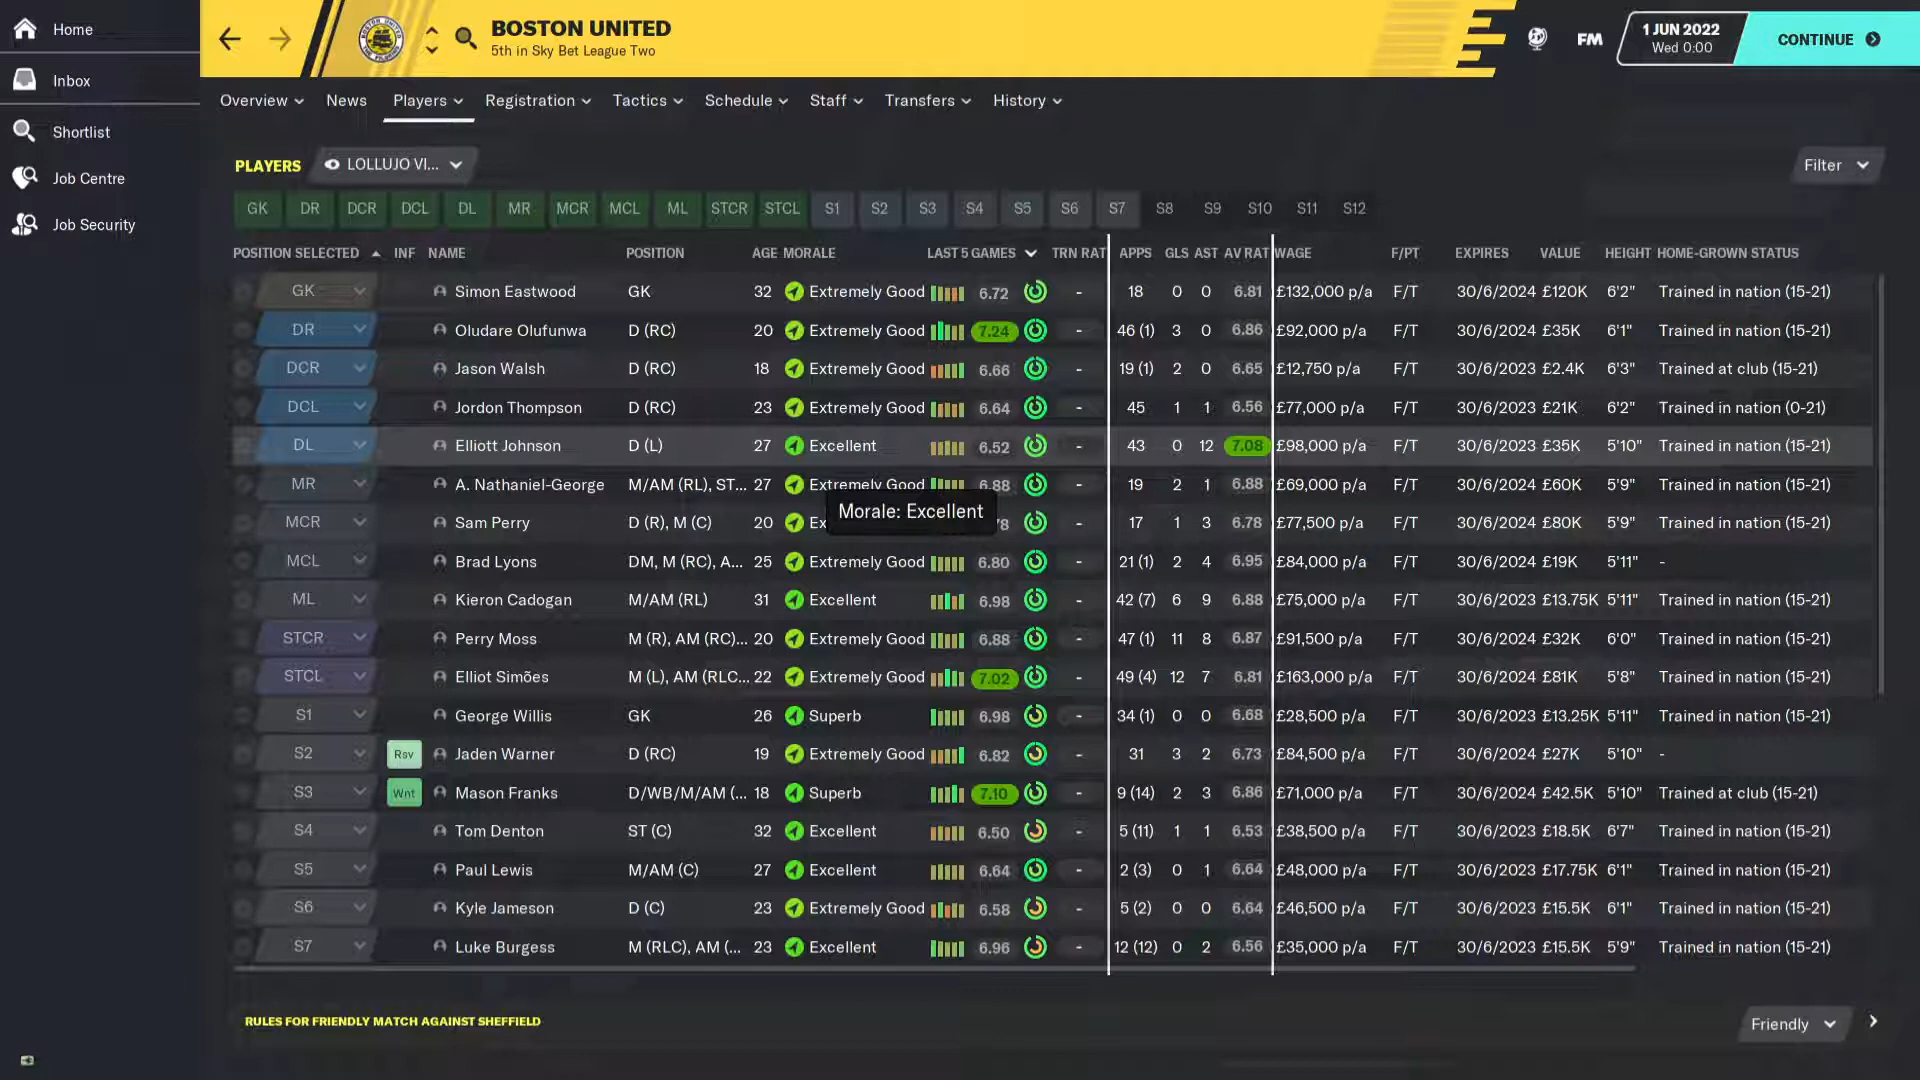 Home
Inbox
Shortlist
Job Centre
Job Security
BOSTON UNITED
5th in Sky Bet League Two
FM
1 JUN 2022
Wed 0:00
CONTINUE
Overview News Players Registration Tactics Schedule Staff Transfers History
PLAYERS LOLLUJO VI... Filter
GK DR DCR DCL DL MR MCR MCL ML STCR STCL S1 S2 S3 S4 S5 S6 S7 S8 S9 S10 S11 S12
POSITION SELECTED INF NAME POSITION AGE MORALE LAST 5 GAMES TRN RAT APPS GLS AST AV RAT WAGE F/PT EXPIRES VALUE HEIGHT HOME-GROWN STATUS
GK Simon Eastwood GK 32 Extremely Good 6.72 - 18 0 0 6.81 £132,000 p/a F/T 30/6/2024 £120K 6'2" Trained in nation (15-21)
DR Oludare Olufunwa D (RC) 20 Extremely Good 7.24 - 46 (1) 3 0 6.86 £92,000 p/a F/T 30/6/2024 £35K 6'1" Trained in nation (15-21)
DCR Jason Walsh D (RC) 18 Extremely Good 6.66 - 19 (1) 2 0 6.65 £12,750 p/a F/T 30/6/2024 £2.4K 6'3" Trained at club (15-21)
DCL Jordon Thompson D (RC) 23 Extremely Good 6.64 - 45 1 1 6.56 £77,000 p/a F/T 30/6/2023 £21K 6'2" Trained in nation (0-21)
DL Elliott Johnson D (L) 27 Excellent 6.52 - 43 0 12 7.08 £98,000 p/a F/T 30/6/2023 £35K 5'10" Trained in nation (15-21)
MR A. Nathaniel-George M/AM (RL), ST... 27 Extremely Good 6.88 - 19 2 1 6.88 £69,000 p/a F/T 30/6/2024 £60K 5'9" Trained in nation (15-21)
Morale: Excellent
MCR Sam Perry D (R), M (C) 20 Ex 78 - 17 1 3 6.78 £77,500 p/a F/T 30/6/2024 £80K 5'9" Trained in nation (15-21)
MCL Brad Lyons DM, M (RC), A... 25 Extremely Good 6.80 - 21 (1) 2 4 6.95 £84,000 p/a F/T 30/6/2024 £19K 5'11" -
ML Kieron Cadogan M/AM (RL) 31 Excellent 6.98 - 42 (7) 6 9 6.88 £75,000 p/a F/T 30/6/2023 £13.75K 5'11" Trained in nation (15-21)
STCR Perry Moss M (R), AM (RC)... 20 Extremely Good 6.88 - 47 (1) 11 8 6.87 £91,500 p/a F/T 30/6/2024 £32K 6'0" Trained in nation (15-21)
STCL Elliot Simões M (L), AM (RLC... 22 Extremely Good 7.02 - 49 (4) 12 7 6.81 £163,000 p/a F/T 30/6/2024 £81K 5'8" Trained in nation (15-21)
S1 George Willis GK 26 Superb 6.98 - 34 (1) 0 0 6.68 £28,500 p/a F/T 30/6/2023 £13.25K 5'11" Trained in nation (15-21)
S2 Rsv Jaden Warner D (RC) 19 Extremely Good 6.82 - 31 3 2 6.73 £84,500 p/a F/T 30/6/2024 £27K 5'10" -
S3 Wnt Mason Franks D/WB/M/AM (... 18 Superb 7.10 - 9 (14) 2 3 6.86 £71,000 p/a F/T 30/6/2024 £42.5K 5'10" Trained at club (15-21)
S4 Tom Denton ST (C) 32 Excellent 6.50 - 5 (11) 1 1 6.53 £38,500 p/a F/T 30/6/2023 £18.5K 6'7" Trained in nation (15-21)
S5 Paul Lewis M/AM (C) 27 Excellent 6.64 - 2 (3) 0 1 6.64 £48,000 p/a F/T 30/6/2023 £17.75K 6'1" Trained in nation (15-21)
S6 Kyle Jameson D (C) 23 Extremely Good 6.58 - 5 (2) 0 0 6.64 £46,500 p/a F/T 30/6/2023 £15.5K 6'1" Trained in nation (15-21)
S7 Luke Burgess M (RLC), AM (... 23 Excellent 6.96 - 12 (12) 0 2 6.56 £35,000 p/a F/T 30/6/2023 £15.5K 5'9" Trained in nation (15-21)
RULES FOR FRIENDLY MATCH AGAINST SHEFFIELD
Friendly